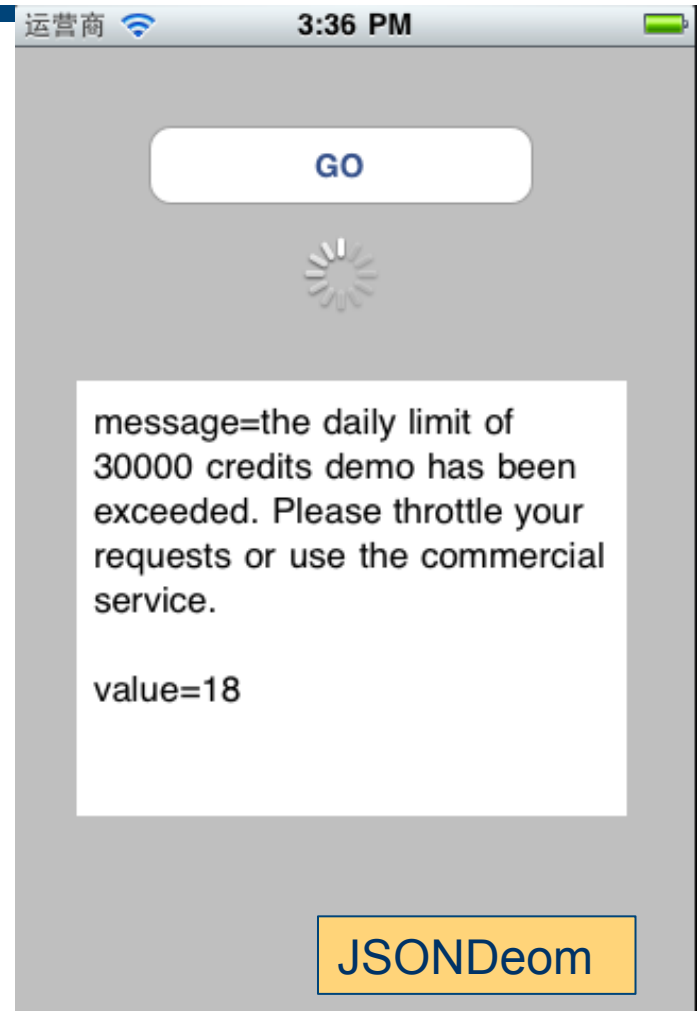 运营商 3:36 PM
GO
message=the daily limit of
30000 credits demo has been
exceeded. Please throttle your
requests or use the commercial
service.
value=18
JSONDeom